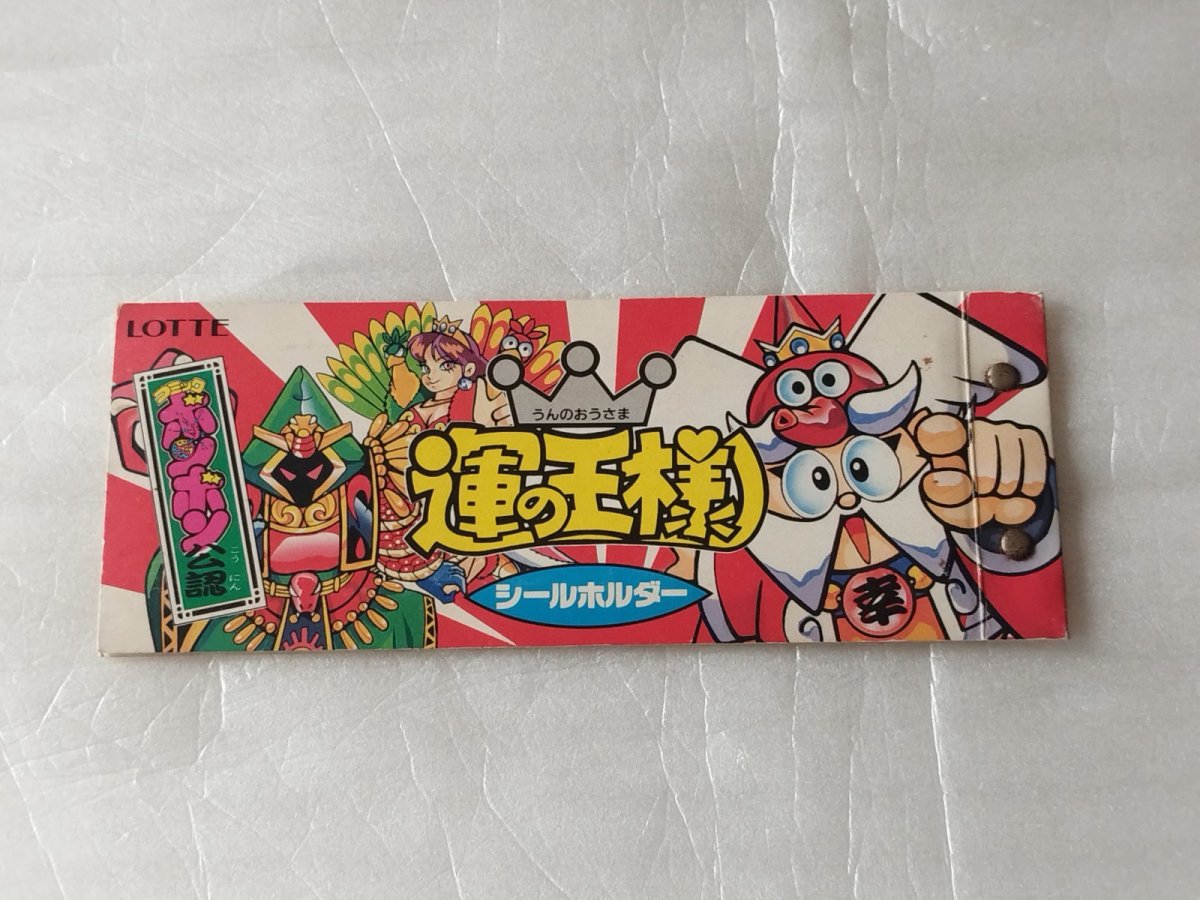 LOTTE
コミック
ボンボン
公認
こうにん
うんのおうさま
運の王様
シールホルダー
幸